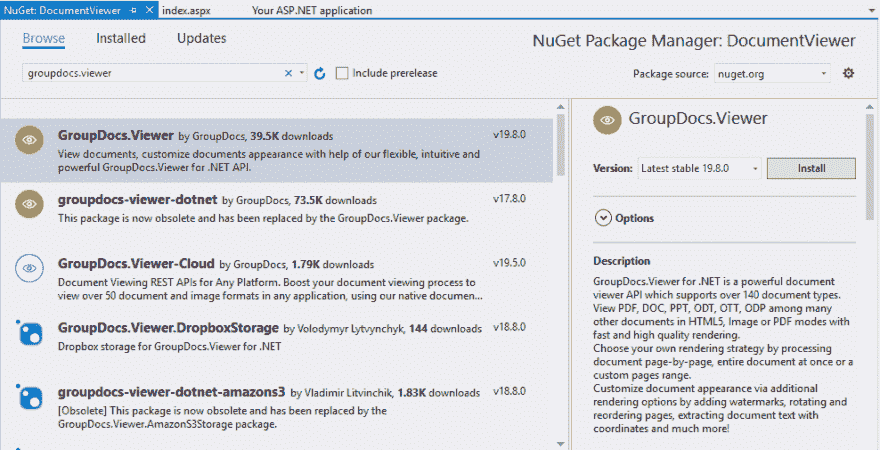 NuGet: DocumentViewer
index.aspx
Your ASP.NET application
Browse
Installed
Updates
NuGet Package Manager: DocumentViewer
groupdocs.viewer
Include prerelease
Package source:
nuget.org
GroupDocs.Viewer by GroupDocs, 39.5K downloads
v19.8.0
View documents, customize documents appearance with help of our flexible, intuitive and
powerful GroupDocs.Viewer for .NET API.
groupdocs-viewer-dotnet by GroupDocs, 73.5K downloads
v17.8.0
This package is now obsolete and has been replaced by the GroupDocs.Viewer package.
GroupDocs.Viewer-Cloud by GroupDocs, 1.79K downloads
v19.5.0
Document Viewing REST APIs for Any Platform. Boost your document viewing process to
view over 50 document and image formats in any application, using our native documen...
GroupDocs.Viewer.DropboxStorage by Volodymyr Lytvynchyk, 144 downloads
v18.8.0
Dropbox storage for GroupDocs.Viewer for .NET
groupdocs-viewer-dotnet-amazons3 by Vladimir Litvinchik, 1.83K downloads
v18.8.0
[Obsolete] This package is now obsolete and has been replaced by the
GroupDocs.Viewer.AmazonS3Storage package.
GroupDocs.Viewer
Version:
Latest stable 19.8.0
Install
Options
Description
GroupDocs.Viewer for .NET is a powerful document
viewer API which supports over 140 document types.
View PDF, DOC, PPT, ODT, OTT, ODP among many
other documents in HTML5, Image or PDF modes with
fast and high quality rendering.
Choose your own rendering strategy by processing
document page-by-page, entire document at once or a
custom pages range.
Customize document appearance via additional
rendering options by adding watermarks, rotating and
reordering pages, extracting document text with
coordinates and much more!